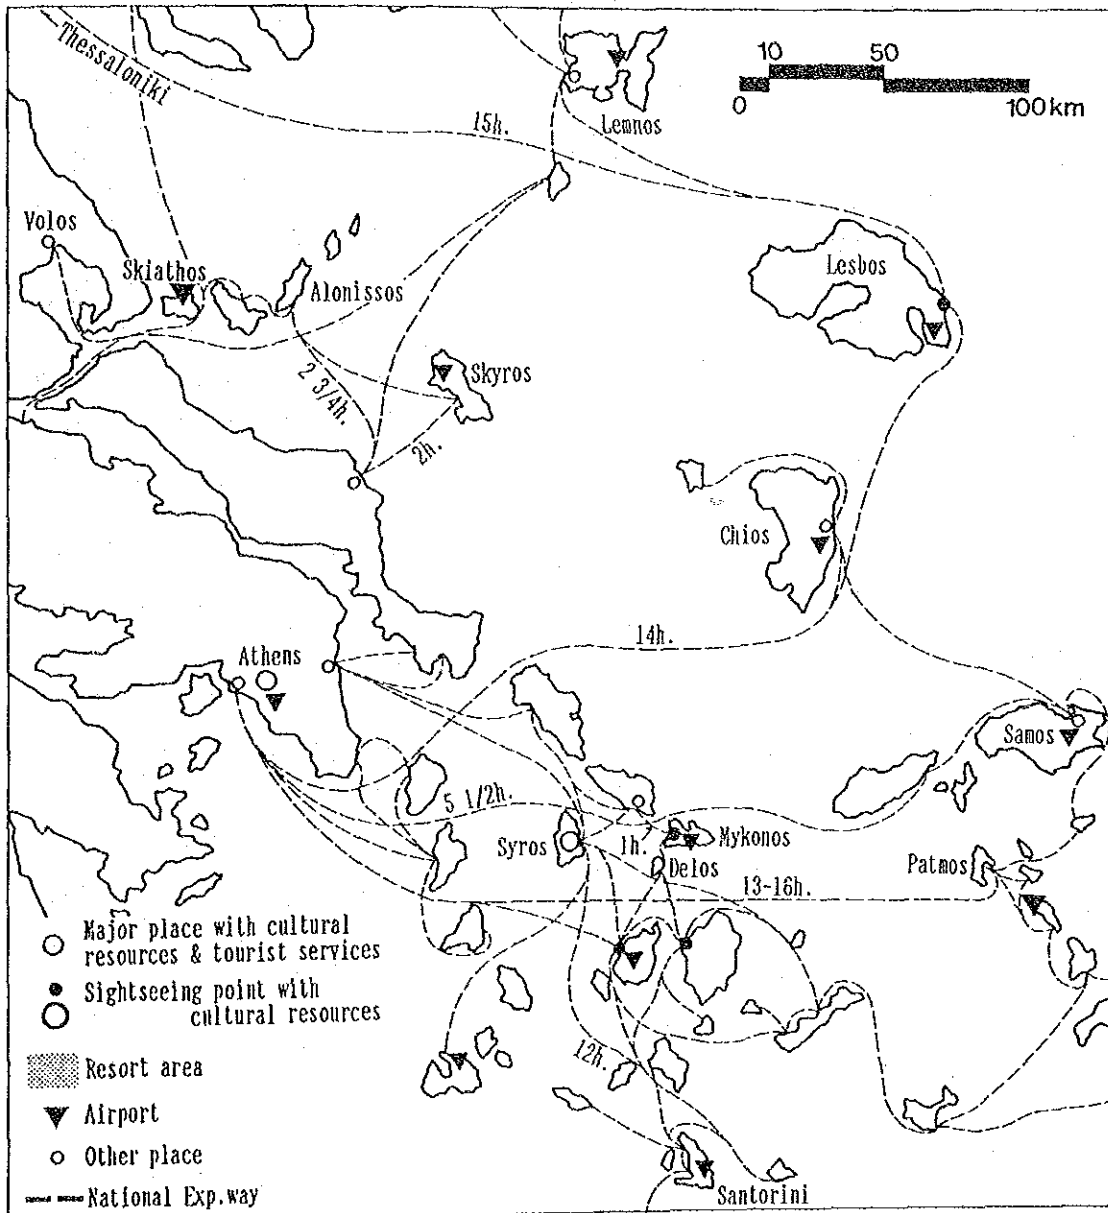 Thessaloniki
10 50
0 100km
Lemnos
15h.
Volos
Skiathos
Alonissos
Lesbos
Skyros
2 3/4h.
2h.
Chios
14h.
Athens
Samos
5 1/2h.
Syros
1h.
Mykonos
Delos
Patmos
13-16h.
12h.
Santorini
Major place with cultural
resources & tourist services
Sightseeing point with
cultural resources
Resort area
Airport
Other place
National Exp.way